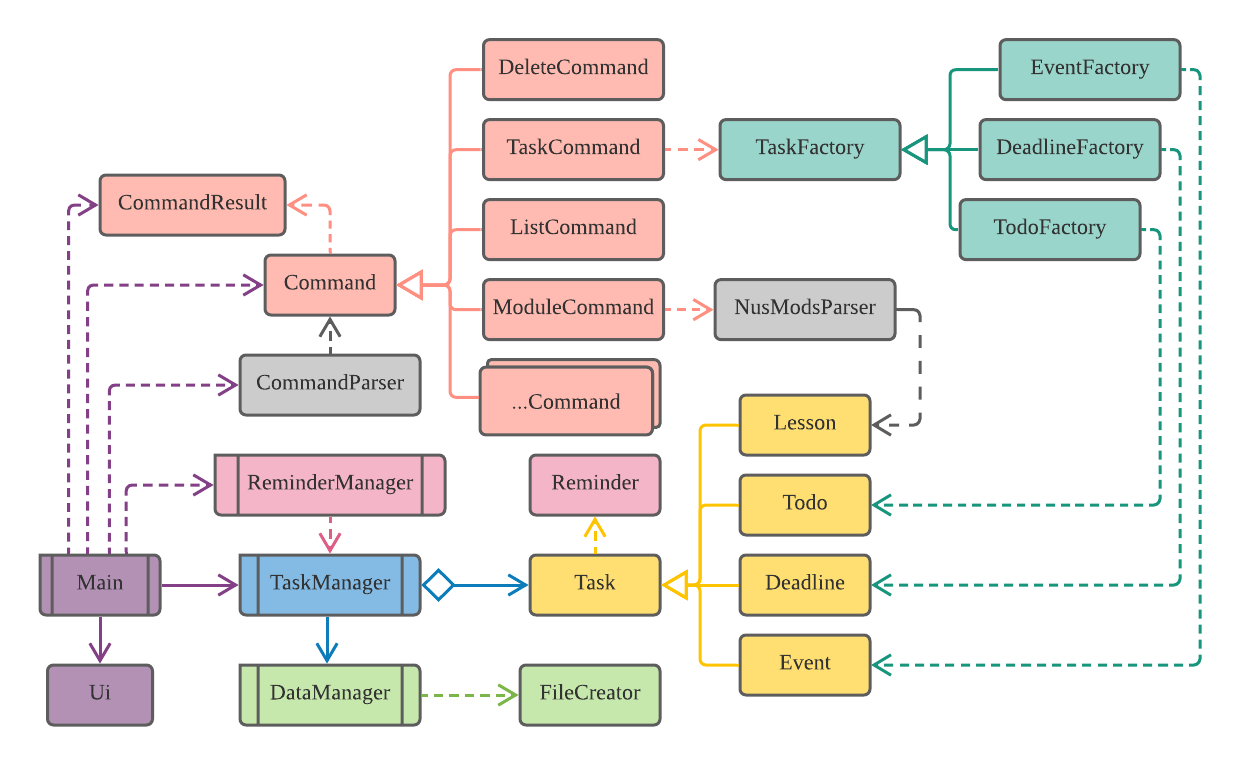 DeleteCommand
EventFactory
TaskCommand
TaskFactory
DeadlineFactory
CommandResult
ListCommand
TodoFactory
Command
ModuleCommand
NusModsParser
CommandParser
...Command
Lesson
ReminderManager
Reminder
Todo
Main
TaskManager
Task
Deadline
Event
Ui
DataManager
FileCreator